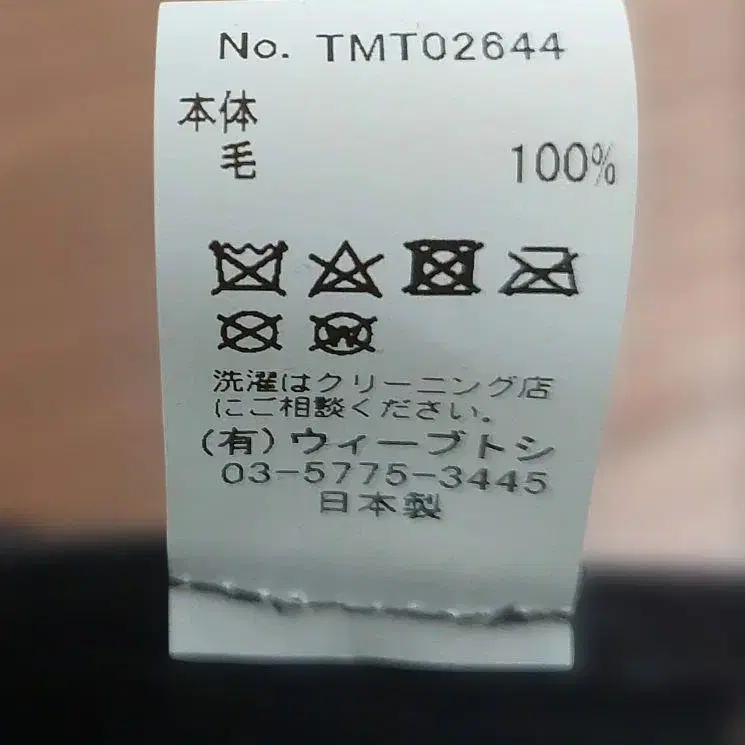 No. TMT02644
本体
毛 100%
洗濯はクリーニング店
にご相談ください。
(有)ウィーブトシ
03-5775-3445
日本製